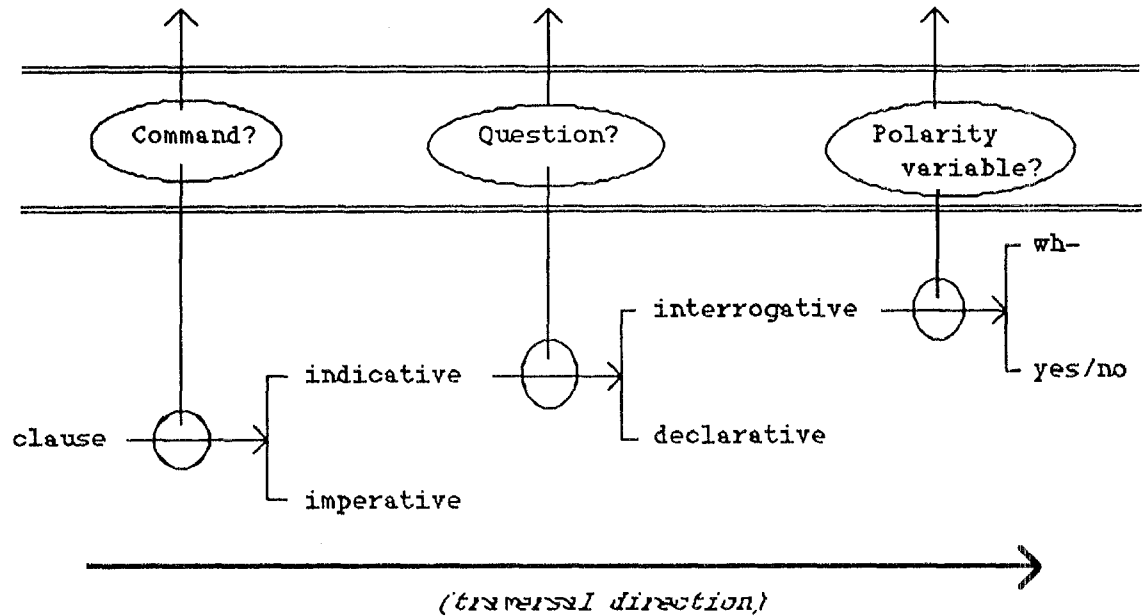 Command?
Question?
Polarity
variable?
wh-
interrogative
indicative
yes/no
clause
declarative
imperative
(traversal direction)